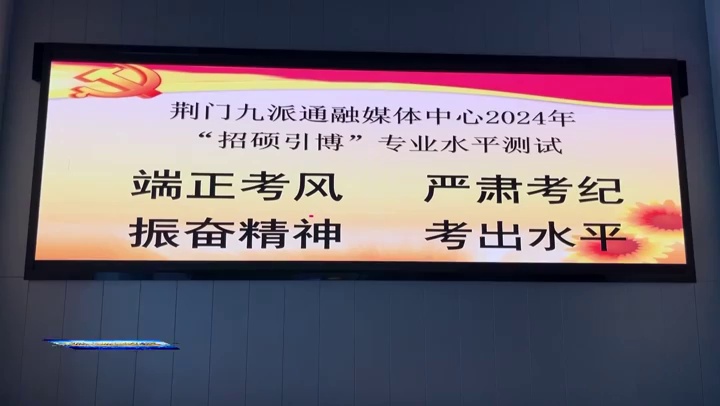 荆门九派通融媒体中心2024年
“招硕引博”专业水平测试
端正考风 严肃考纪
振奋精神 考出水平